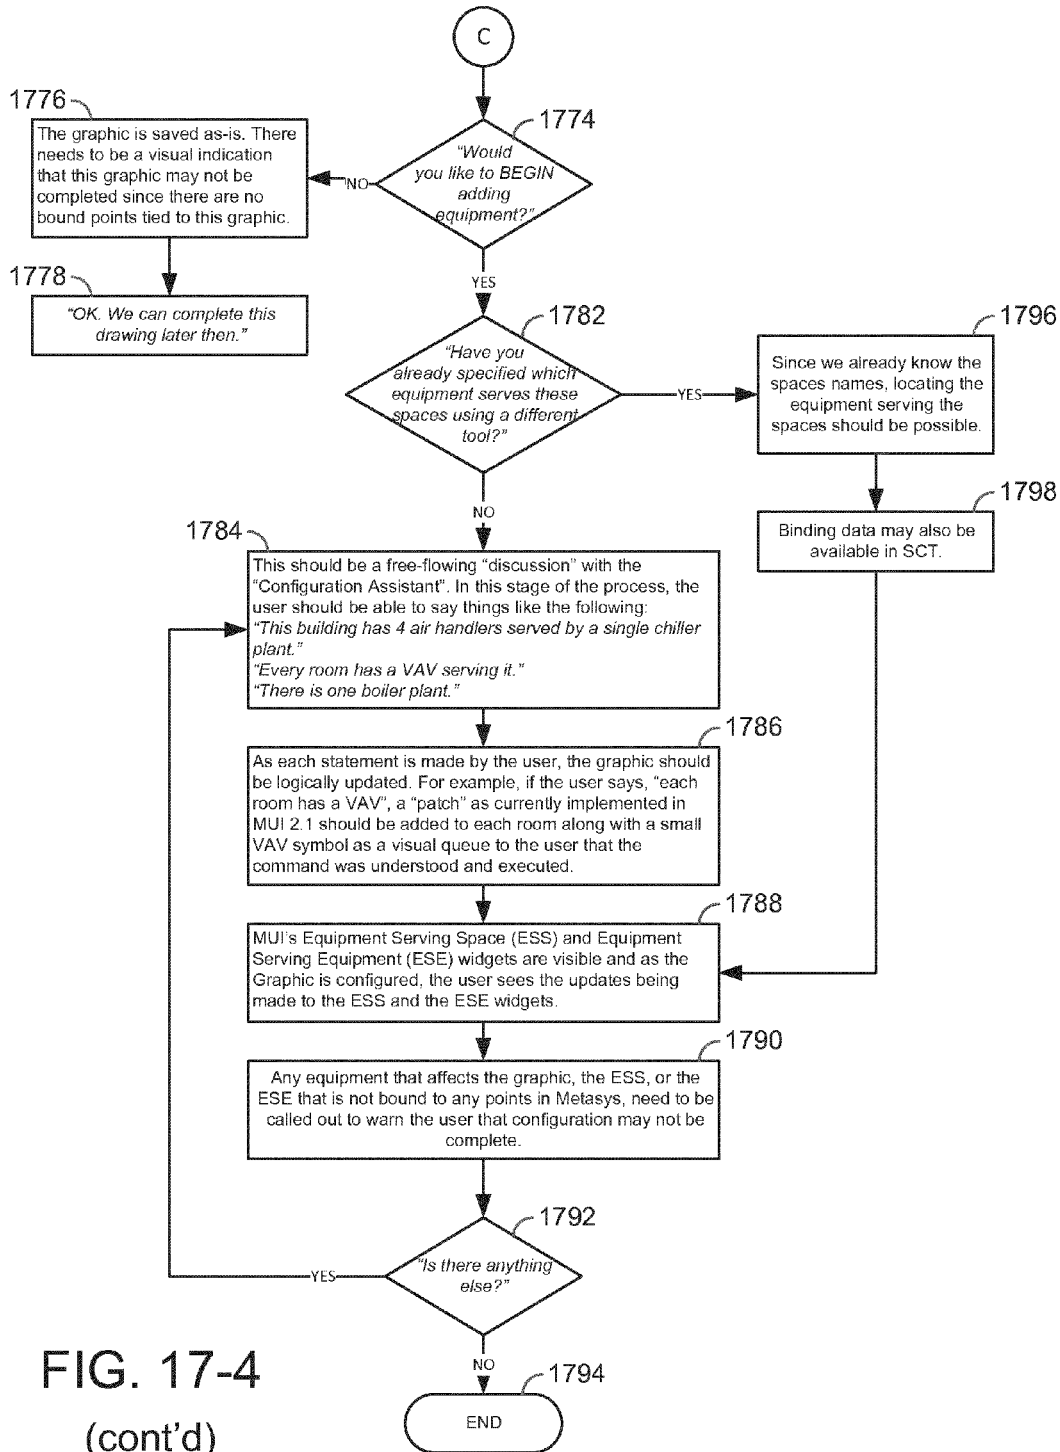 C
1776
The graphic is saved as-is. There
needs to be a visual indication
that this graphic may not be
completed since there are no
bound points tied to this graphic.
1774
“Would
you like to BEGIN
adding
equipment?”
NO
YES
1778
“OK. We can complete this
drawing later then.”
1782
“Have you
already specified which
equipment serves these
spaces using a different
tool?”
YES
NO
1796
Since we already know the
spaces names, locating the
equipment serving the
spaces should be possible.
1798
Binding data may also be
available in SCT.
1784
This should be a free-flowing “discussion” with the
“Configuration Assistant”. In this stage of the process, the
user should be able to say things like the following:
“This building has 4 air handlers served by a single chiller
plant.”
“Every room has a VAV serving it.”
“There is one boiler plant.”
1786
As each statement is made by the user, the graphic should
be logically updated. For example, if the user says, “each
room has a VAV”, a “patch” as currently implemented in
MUI 2.1 should be added to each room along with a small
VAV symbol as a visual queue to the user that the
command was understood and executed.
1788
MUI’s Equipment Serving Space (ESS) and Equipment
Serving Equipment (ESE) widgets are visible and as the
Graphic is configured, the user sees the updates being
made to the ESS and the ESE widgets.
1790
Any equipment that affects the graphic, the ESS, or the
ESE that is not bound to any points in Metasys, need to be
called out to warn the user that configuration may not be
complete.
1792
“Is there anything
else?”
YES
NO
1794
END
FIG. 17-4
(cont’d)